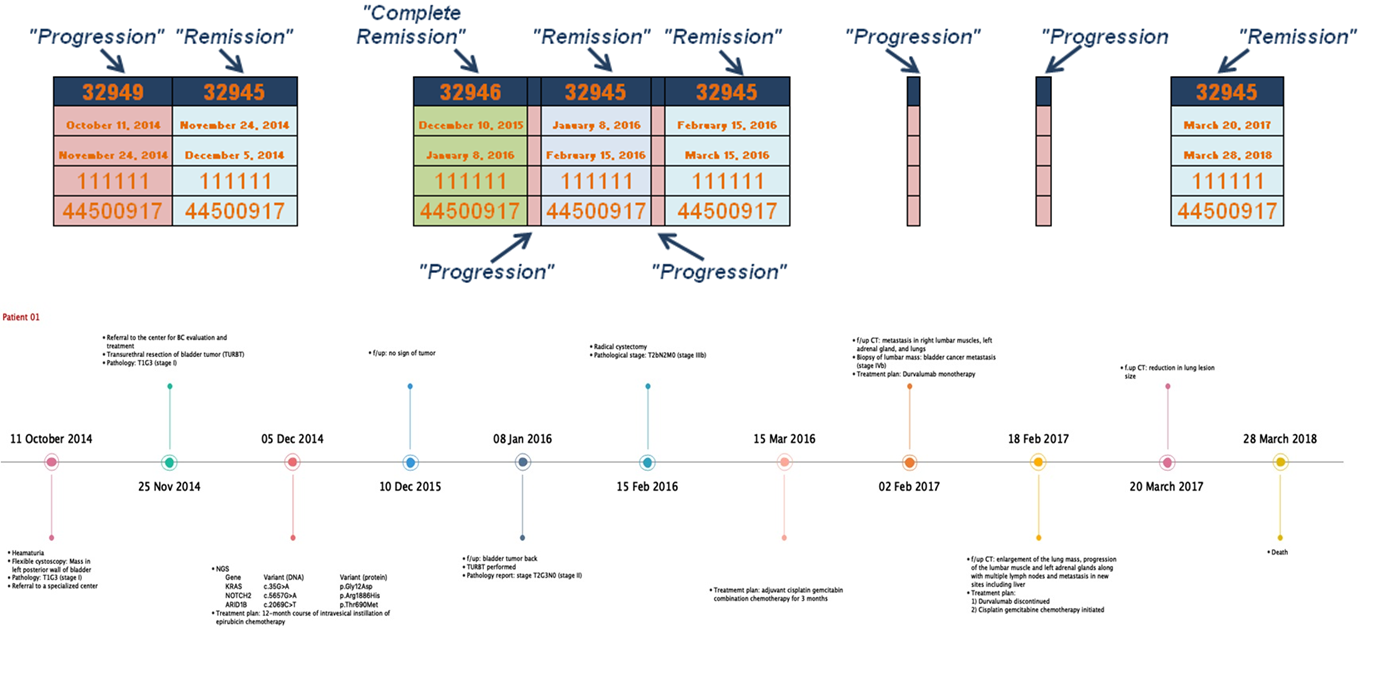 "Complete
"Progression" "Remission" Remission" "Remission" "Remission" "Progression" "Progression "Remission"
32949 32945 32946 32945 32945 32945
October 11, 2014 November 24, 2014 December 10, 2015 January 8, 2016 February 15, 2016 March 20, 2017
November 24, 2014 December 5, 2014 January 8, 2016 February 15, 2016 March 15, 2016 March 28, 2018
111111 111111 111111 111111 111111 111111
44500917 44500917 44500917 44500917 44500917 44500917
"Progression" "Progression"
Patient 01
• Referral to the center for BC evaluation and
treatment
• Transurethral resection of bladder tumor (TURBT)
• Pathology: T1G3 (stage I)
• f/up: no sign of tumor
• Radical cystectomy
• Pathological stage: T2bN2M0 (stage IIIb)
• f/up CT: metastasis in right lumbar muscles, left
adrenal gland, and lungs
• Biopsy of lumbar mass: bladder cancer metastasis
(stage IVb)
• Treatment plan: Durvalumab monotherapy
• f.up CT: reduction in lung lesion
size
11 October 2014 05 Dec 2014 08 Jan 2016 15 Mar 2016 18 Feb 2017 28 March 2018
25 Nov 2014 10 Dec 2015 15 Feb 2016 02 Feb 2017 20 March 2017
• Heamaturia
• Flexible cystoscopy: Mass in
left posterior wall of bladder
• Pathology: T1G3 (stage I)
• Referral to a specialized center
• NGS
Gene Variant (DNA) Variant (protein)
KRAS c.35G>A p.Gly12Asp
NOTCH2 c.5657G>A p.Arg1886His
ARID1B c.2069C>T p.Thr690Met
• Treatment plan: 12-month course of intravesical instillation of
epirubicin chemotherapy
• f/up: bladder tumor back
• TURBT performed
• Pathology report: stage T2G3N0 (stage II)
• Treatment plan: adjuvant cisplatin gemcitabin
combination chemotherapy for 3 months
• f/up CT: enlargement of the lung mass, progression
of the lumbar muscle and left adrenal glands along
with multiple lymph nodes and metastasis in new
sites including liver
• Treatment plan:
1) Durvalumab discontinued
2) Cisplatin gemcitabine chemotherapy initiated
• Death